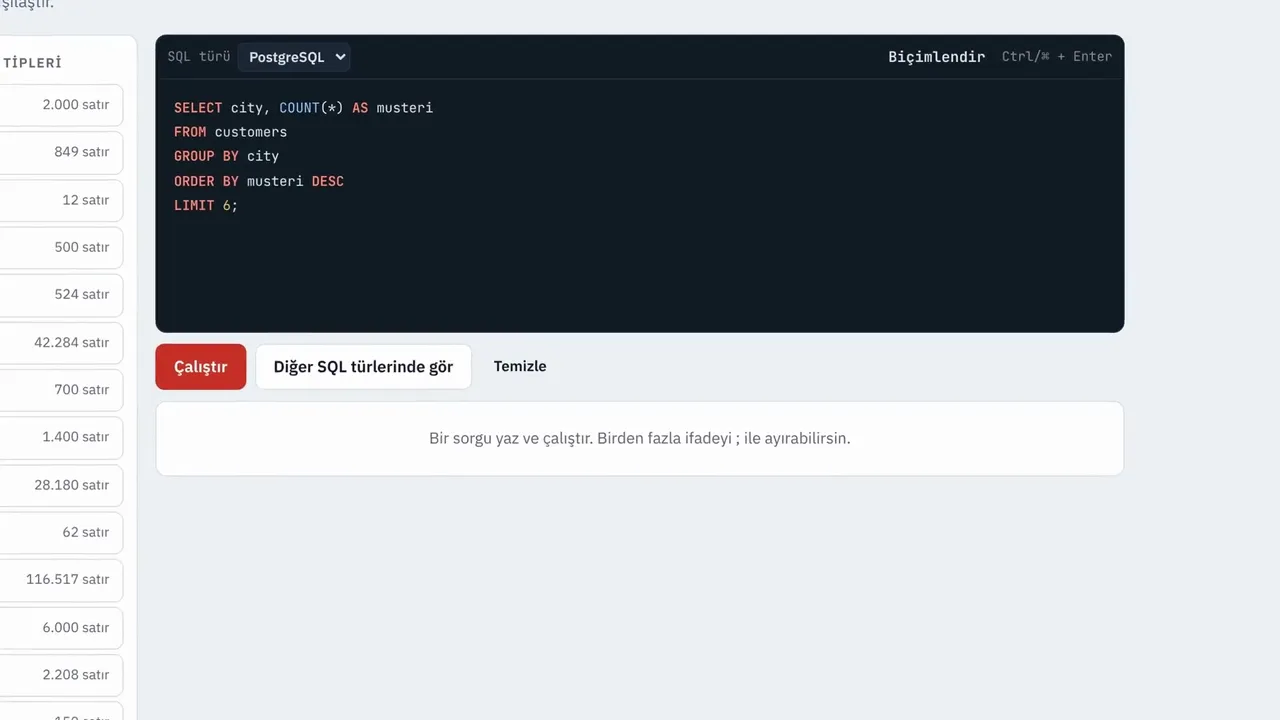 şılaştır.
TİPLERİ
2.000 satır
849 satır
12 satır
500 satır
524 satır
42.284 satır
700 satır
1.400 satır
28.180 satır
62 satır
116.517 satır
6.000 satır
2.208 satır
SQL türü PostgreSQL Biçimlendir Ctrl/⌘ + Enter
SELECT city, COUNT(*) AS musteri
FROM customers
GROUP BY city
ORDER BY musteri DESC
LIMIT 6;
Çalıştır Diğer SQL türlerinde gör Temizle
Bir sorgu yaz ve çalıştır. Birden fazla ifadeyi ; ile ayırabilirsin.